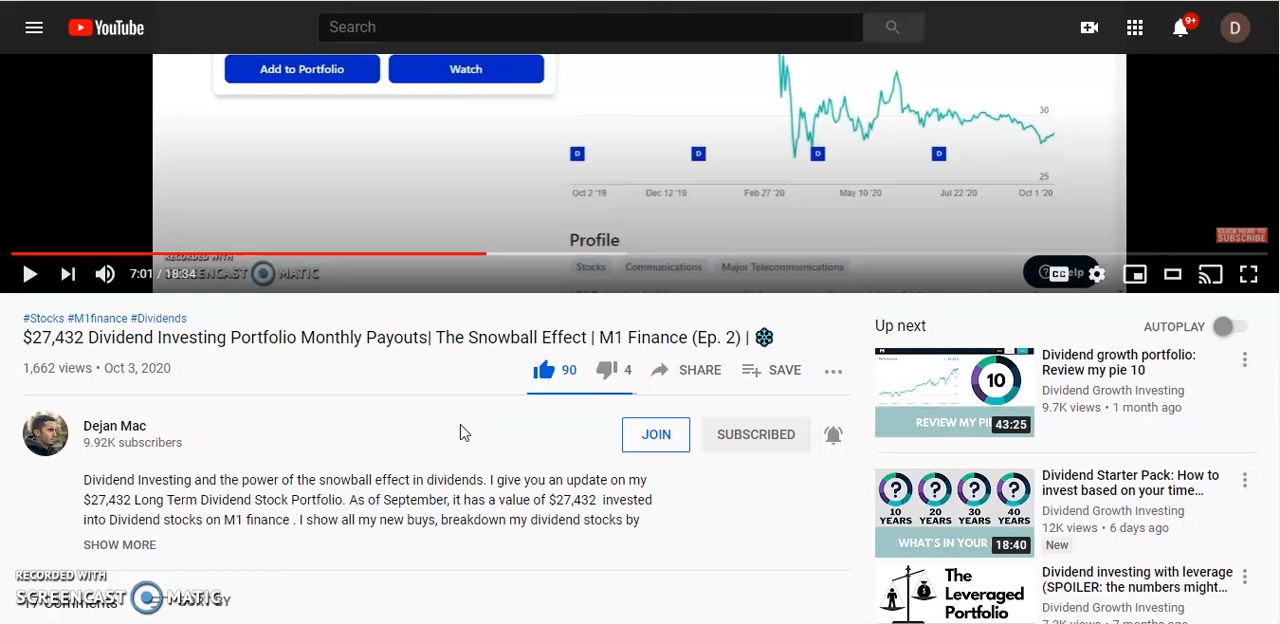 YouTube
Search
9+
D
Add to Portfolio
Watch
30
D
D
D
D
25
Oct 2 '19
Dec 12 '19
Feb 27 '20
May 10 '20
Jul 22 '20
Oct 1 '20
Profile
CLICK HERE TO
SUBSCRIBE
RECORDED WITH
SCREENCAST MATIC
Stocks
Communications
Major Telecommunications
7:01 / 18:34
CC
#Stocks #M1finance #Dividends
$27,432 Dividend Investing Portfolio Monthly Payouts| The Snowball Effect | M1 Finance (Ep. 2) |
1,662 views • Oct 3, 2020
90
4
SHARE
SAVE
Dejan Mac
9.92K subscribers
JOIN
SUBSCRIBED
Dividend Investing and the power of the snowball effect in dividends. I give you an update on my
$27,432 Long Term Dividend Stock Portfolio. As of September, it has a value of $27,432 invested
into Dividend stocks on M1 finance . I show all my new buys, breakdown my dividend stocks by
SHOW MORE
RECORDED WITH
SCREENCAST MATIC
Up next
AUTOPLAY
10
REVIEW MY PI
43:25
Dividend growth portfolio:
Review my pie 10
Dividend Growth Investing
9.7K views • 1 month ago
? ? ? ?
10 20 30 40
YEARS YEARS YEARS YEARS
WHAT'S IN YOUR
18:40
Dividend Starter Pack: How to
invest based on your time...
Dividend Growth Investing
12K views • 6 days ago
New
The
Leveraged
Portfolio
Dividend investing with leverage
(SPOILER: the numbers might...
Dividend Growth Investing